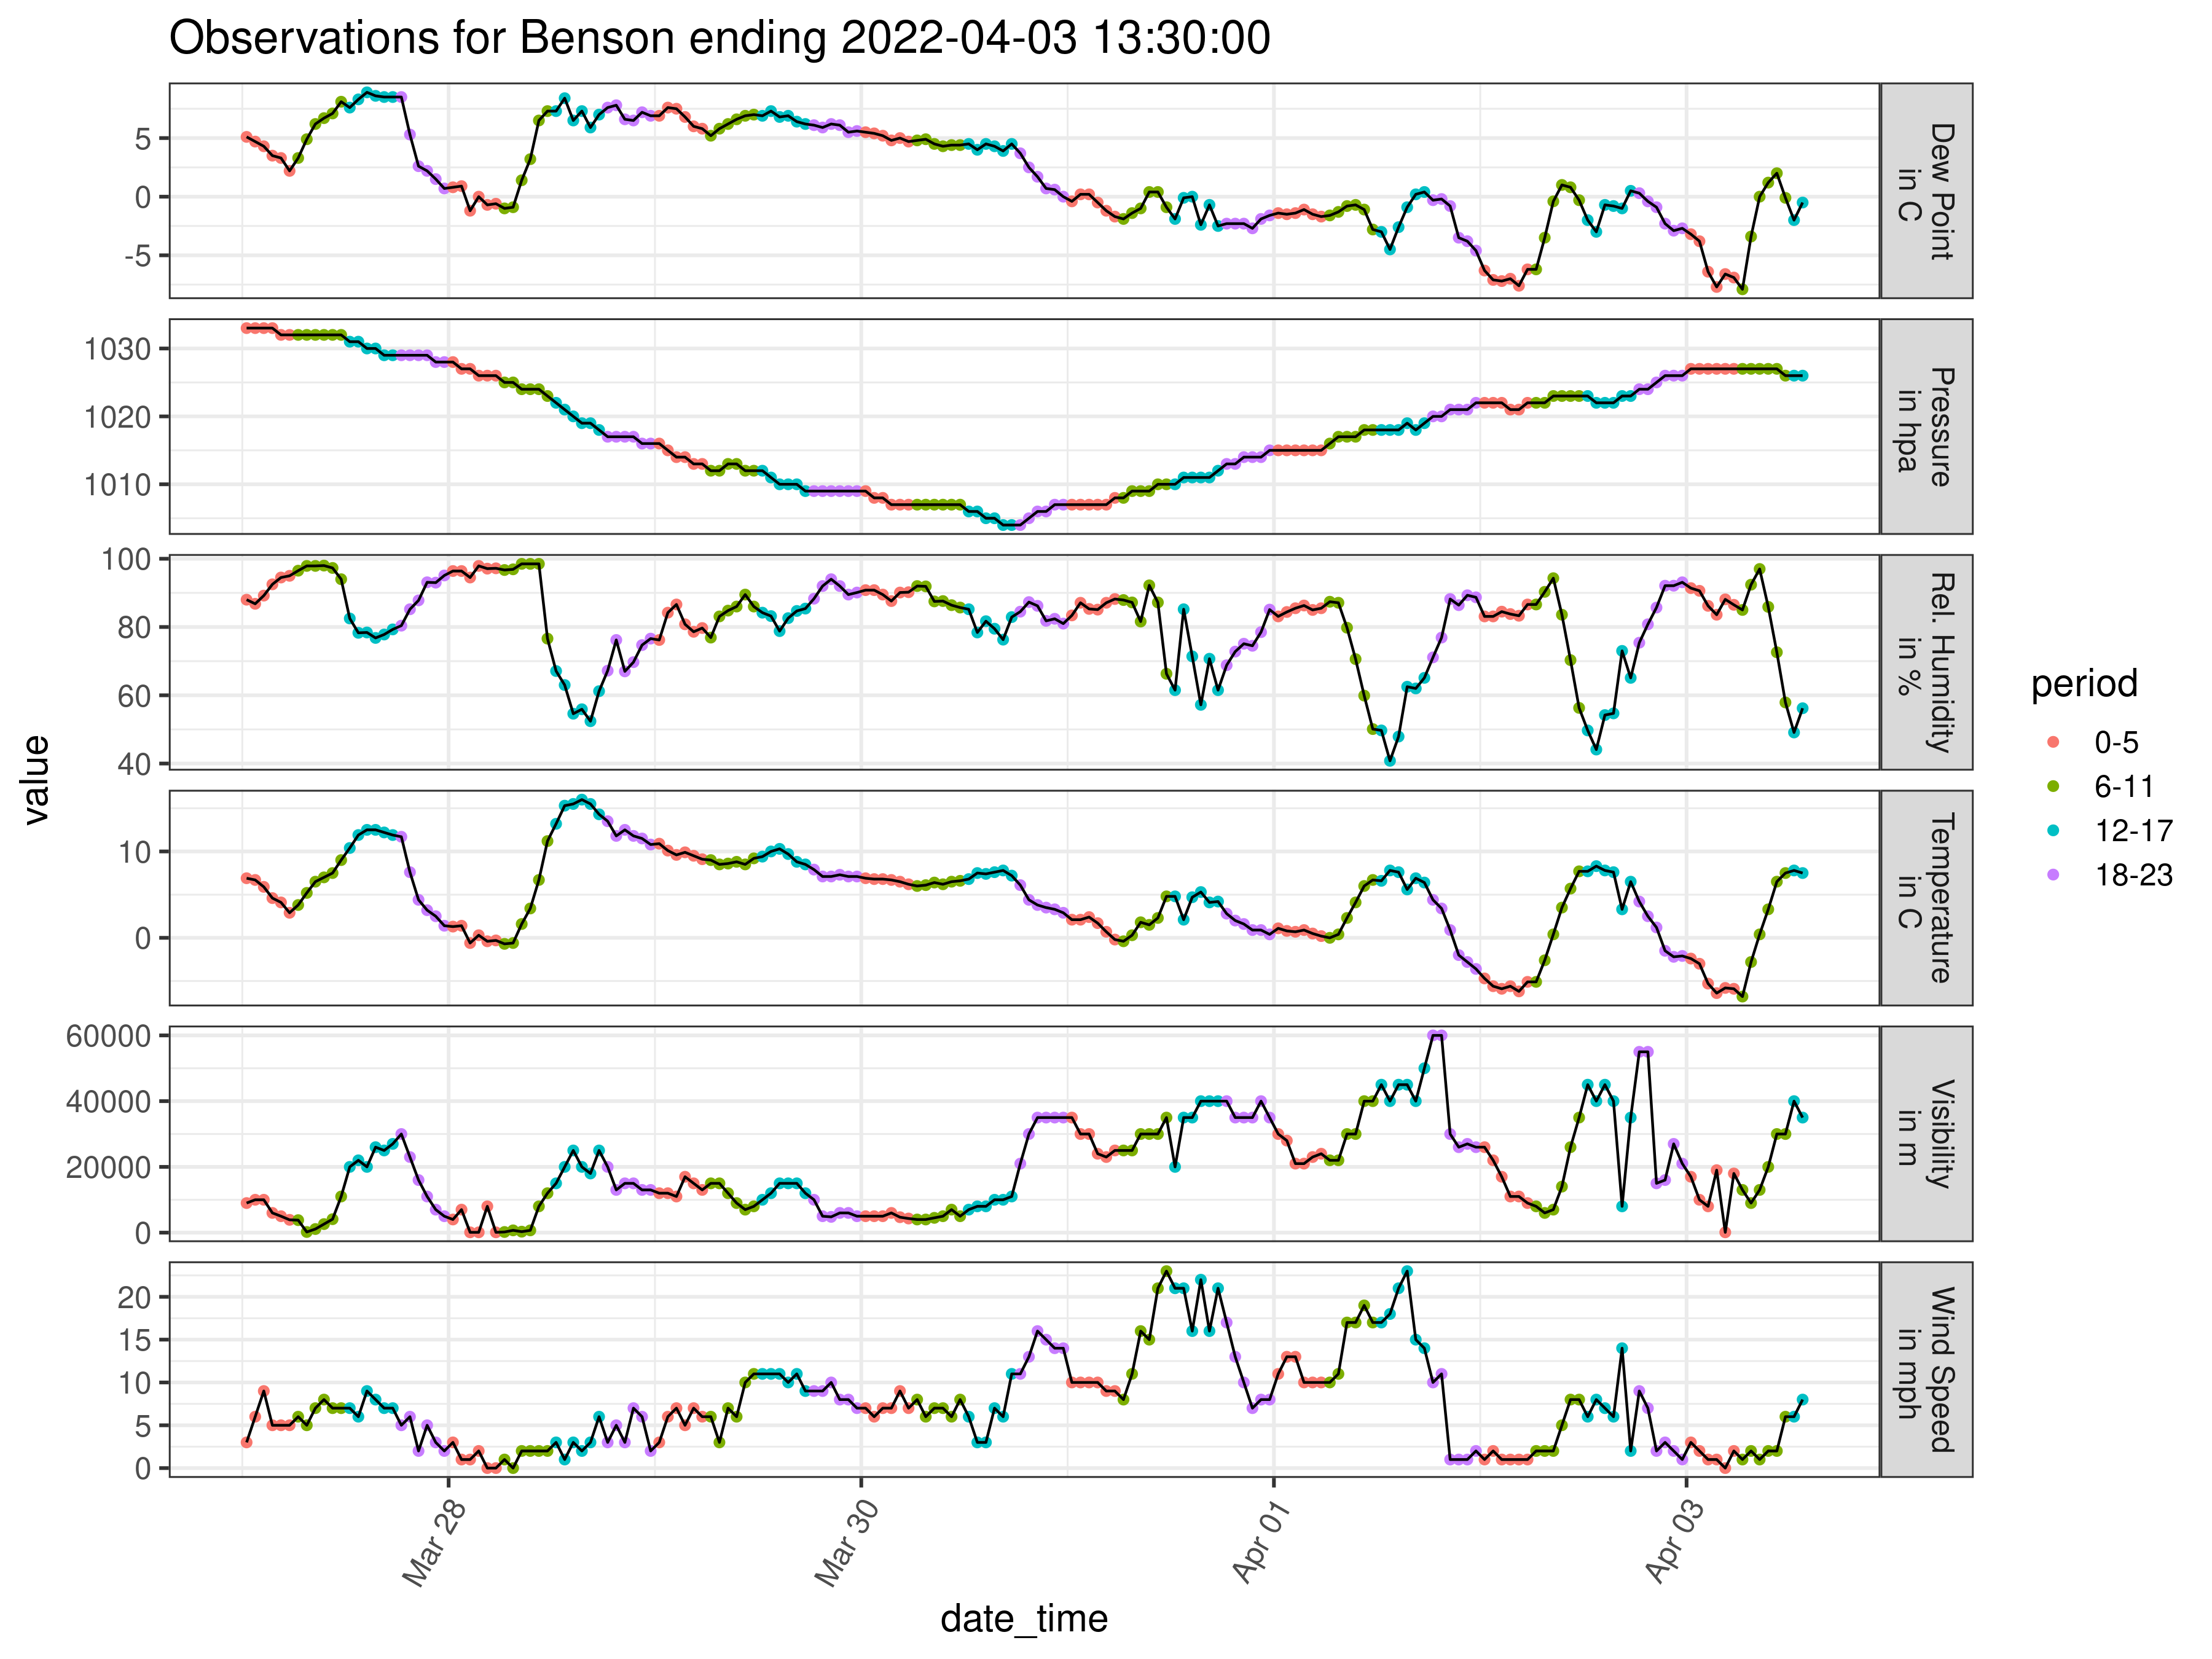 Observations for Benson ending 2022-04-03 13:30:00
value
5
0
-5
Dew Point
in C
1030
1020
1010
Pressure
in hpa
100
80
60
40
Rel. Humidity
in %
10
0
Temperature
in C
60000
40000
20000
0
Visibility
in m
20
15
10
5
0
Wind Speed
in mph
Mar 28
Mar 30
Apr 01
Apr 03
date_time
period
0-5
6-11
12-17
18-23